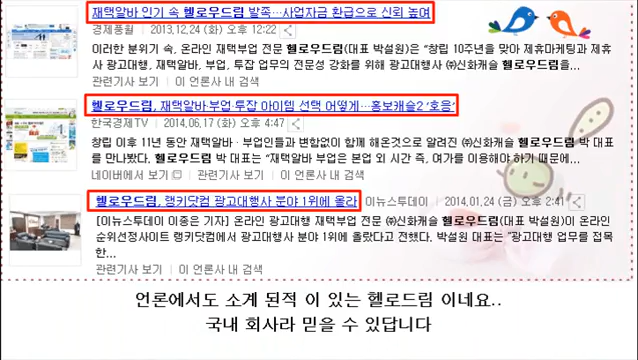 재택알바 인기 속 헬로우드림 발족…사업자금 환급으로 신뢰 높여
경제풍월 | 2013,12,24 (화) 오후 12:22
이러한 분위기 속, 온라인 재택부업 전문 헬로우드림(대표 박설원)은 "창립 10주년을 맞아 제휴마케팅과 제휴
사 광고대행, 재택알바, 부업, 투잡 업무의 전문성 강화를 위해 광고대행사 ㈜신화캐슬 헬로우드림을...
관련기사 보기 | 이 언론사 내 검색
헬로우드림, 재택알바·부업·투잡 아이템 선택 어떻게…홍보캐슬2 '호응'
한국경제TV | 2014,06,17 (화) 오후 4:47
창립 이후 11년 동안 재택알바 · 부업인들과 변함없이 함께 해온것으로 알려진 ㈜신화캐슬 헬로우드림 박 대표
를 만나봤다. 헬로우드림 박 대표는 "재택알바 부업은 본업 외 시간 즉, 여가를 이용해야 하기 때문에...
네이버에서 보기 | 관련기사 보기 | 이 언론사 내 검색
헬로우드림, 랭키닷컴 광고대행사 분야 1위에 올라 이뉴스투데이 | 2014,01,24 (금) 오후 2:41
[이뉴스투데이 이종은 기자] 온라인 광고대행 재택부업 전문 ㈜신화캐슬 헬로우드림(대표 박설원)이 온라인
순위선정사이트 랭키닷컴에서 광고대행사 분야 1위에 올랐다고 전했다. 박설원 대표는 "광고대행 업무를 접목
한...
관련기사 보기 | 이 언론사 내 검색
언론에서도 소계 된적 이 있는 헬로드림 이네요..
국내 회사라 믿을 수 있답니다